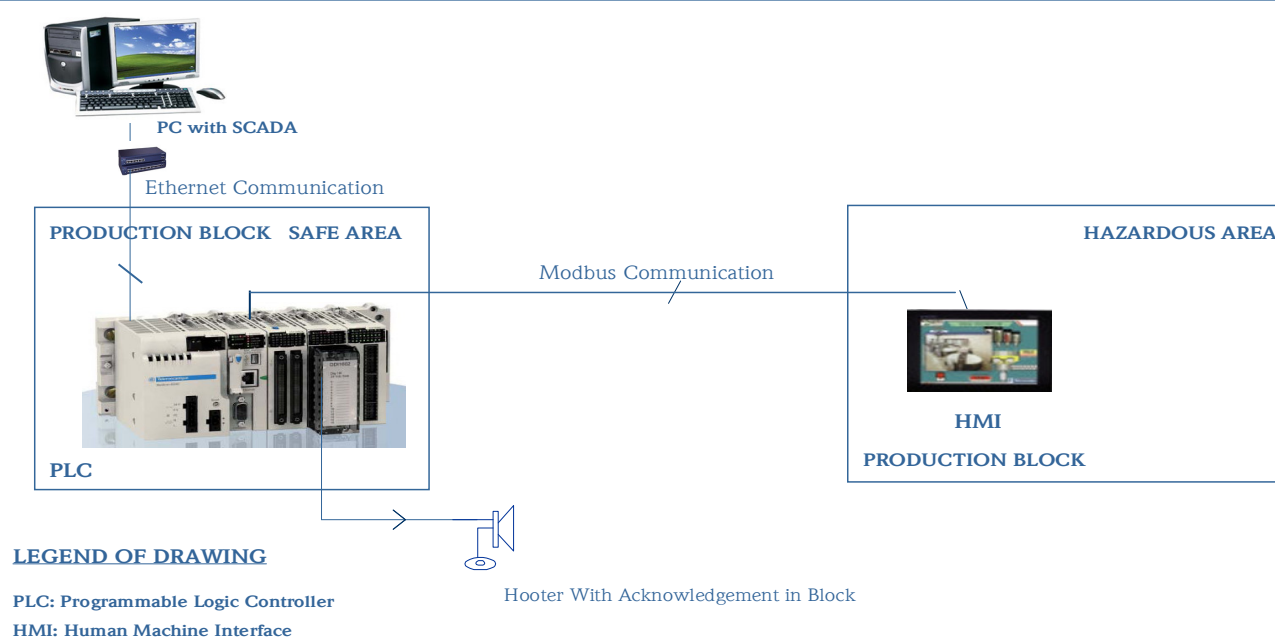 PC with SCADA
Ethernet Communication
PRODUCTION BLOCK SAFE AREA
HAZARDOUS AREA
Modbus Communication
HMI
PRODUCTION BLOCK
PLC
LEGEND OF DRAWING
Hooter With Acknowledgement in Block
PLC: Programmable Logic Controller
HMI: Human Machine Interface